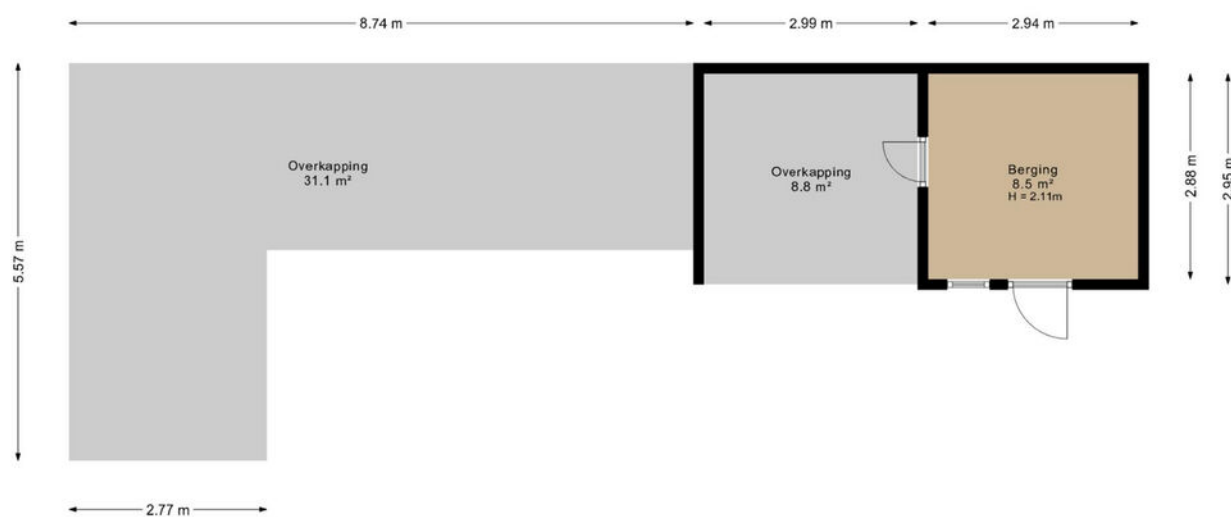 8.74 m
2.99 m
2.94 m
Overkapping
31.1 m²
Overkapping
8.8 m²
Berging
8.5 m²
H = 2.11m
2.88 m
2.95 m
5.57 m
2.77 m